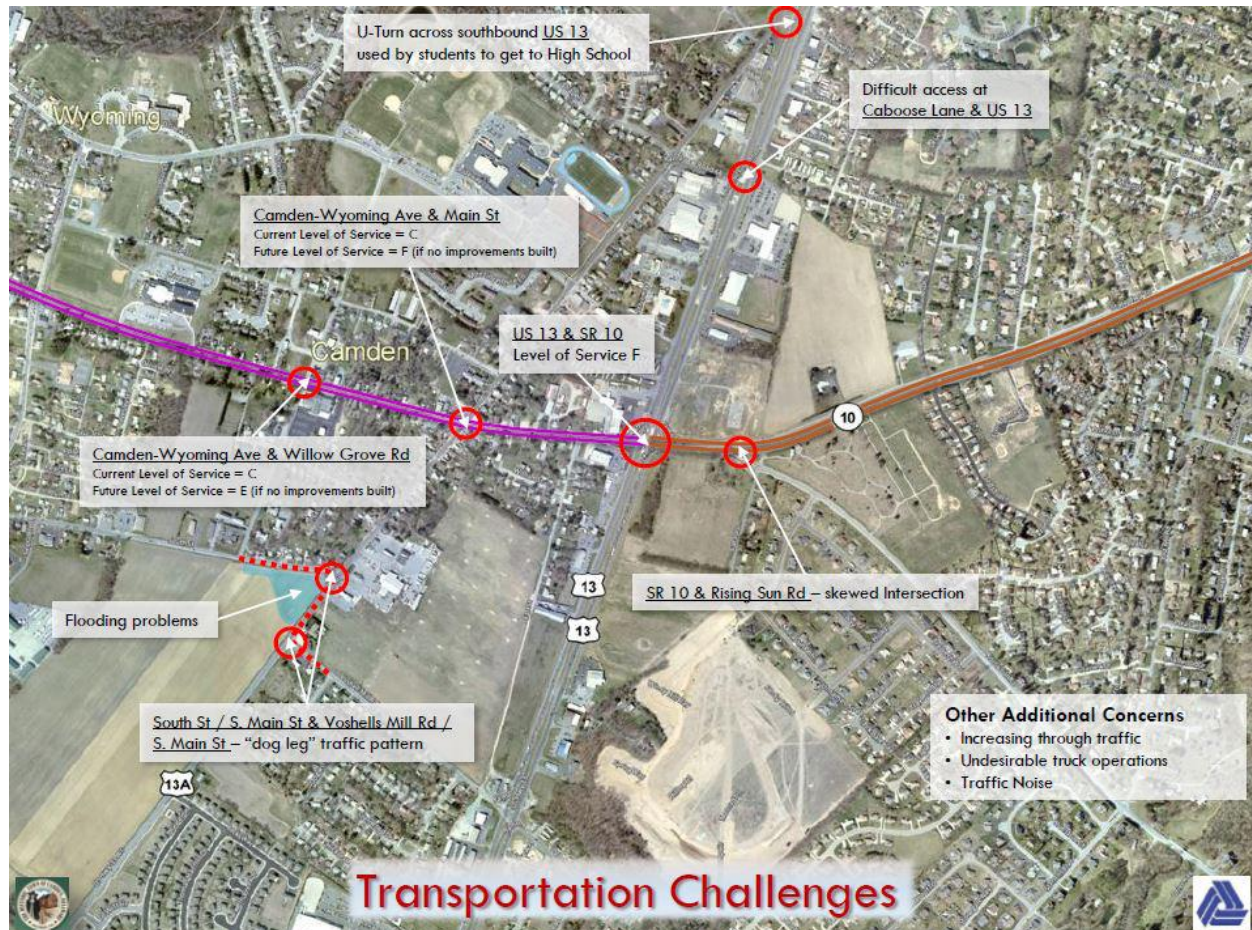 U-Turn across southbound US 13
used by students to get to High School
Difficult access at
Caboose Lane & US 13
Wyoming
Camden-Wyoming Ave & Main St
Current Level of Service = C
Future Level of Service = F (if no improvements built)
US 13 & SR 10
Level of Service F
Camden
10
Camden-Wyoming Ave & Willow Grove Rd
Current Level of Service = C
Future Level of Service = E (if no improvements built)
13
SR 10 & Rising Sun Rd – skewed Intersection
Flooding problems
13
South St / S. Main St & Voshells Mill Rd /
S. Main St – “dog leg” traffic pattern
Other Additional Concerns
• Increasing through traffic
• Undesirable truck operations
• Traffic Noise
13A
Transportation Challenges